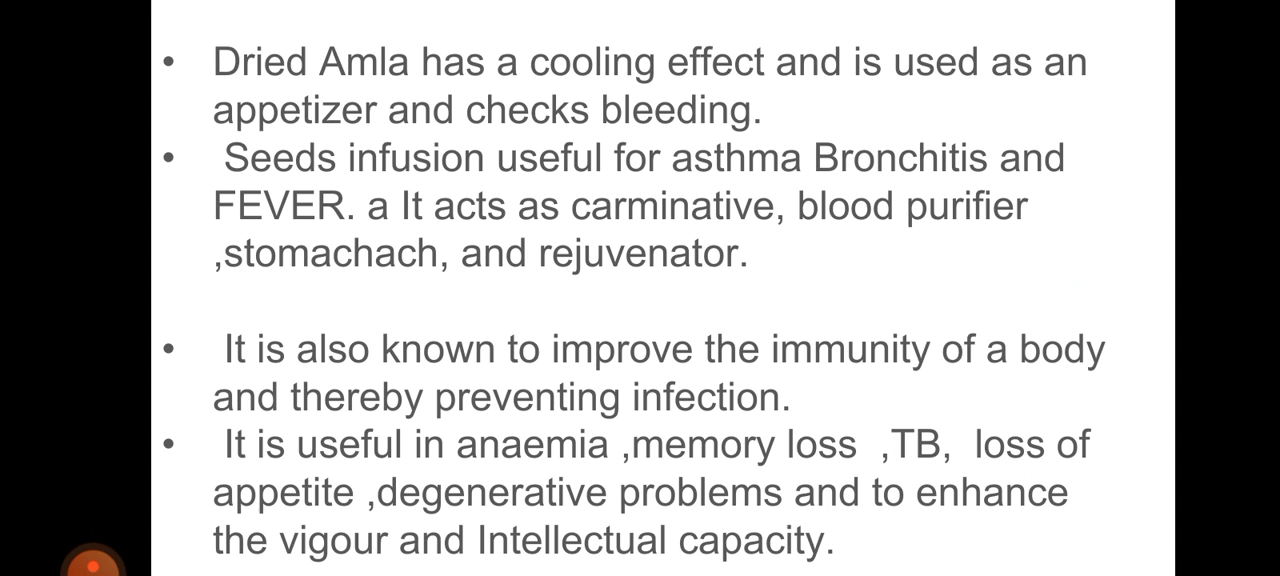 • Dried Amla has a cooling effect and is used as an
appetizer and checks bleeding.
• Seeds infusion useful for asthma Bronchitis and
FEVER. a It acts as carminative, blood purifier
,stomachach, and rejuvenator.
• It is also known to improve the immunity of a body
and thereby preventing infection.
• It is useful in anaemia ,memory loss ,TB, loss of
appetite ,degenerative problems and to enhance
the vigour and Intellectual capacity.